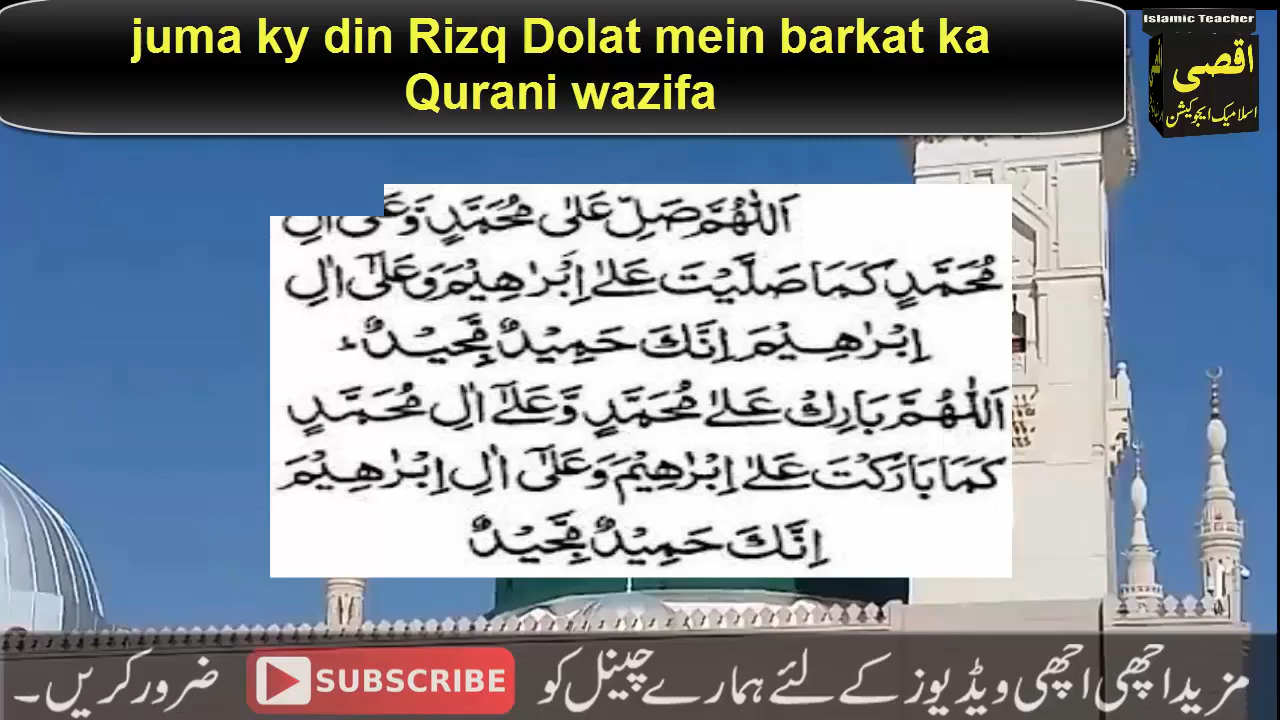 juma ky din Rizq Dolat mein barkat ka
Qurani wazifa
Islamic Teacher
اقصی
اسلامیک ایجوکیشن
اَللّٰهُمَّ صَلِّ عَلٰى مُحَمَّدٍ وَّعَلٰى اٰلِ
مُحَمَّدٍ كَمَا صَلَّيْتَ عَلٰى اِبْرٰهِيْمَ وَعَلٰٓى اٰلِ
اِبْرٰهِيْمَ اِنَّكَ حَمِيْدٌ مَّجِيْدٌ ؕ
اَللّٰهُمَّ بَارِكْ عَلٰى مُحَمَّدٍ وَّعَلٰٓى اٰلِ مُحَمَّدٍ
كَمَا بَارَكْتَ عَلٰى اِبْرٰهِيْمَ وَعَلٰٓى اٰلِ اِبْرٰهِيْمَ
اِنَّكَ حَمِيْدٌ مَّجِيْدٌ
مزید اچھی اچھی ویڈیوز کے لئے ہمارے چینل کو SUBSCRIBE ضرور کریں۔